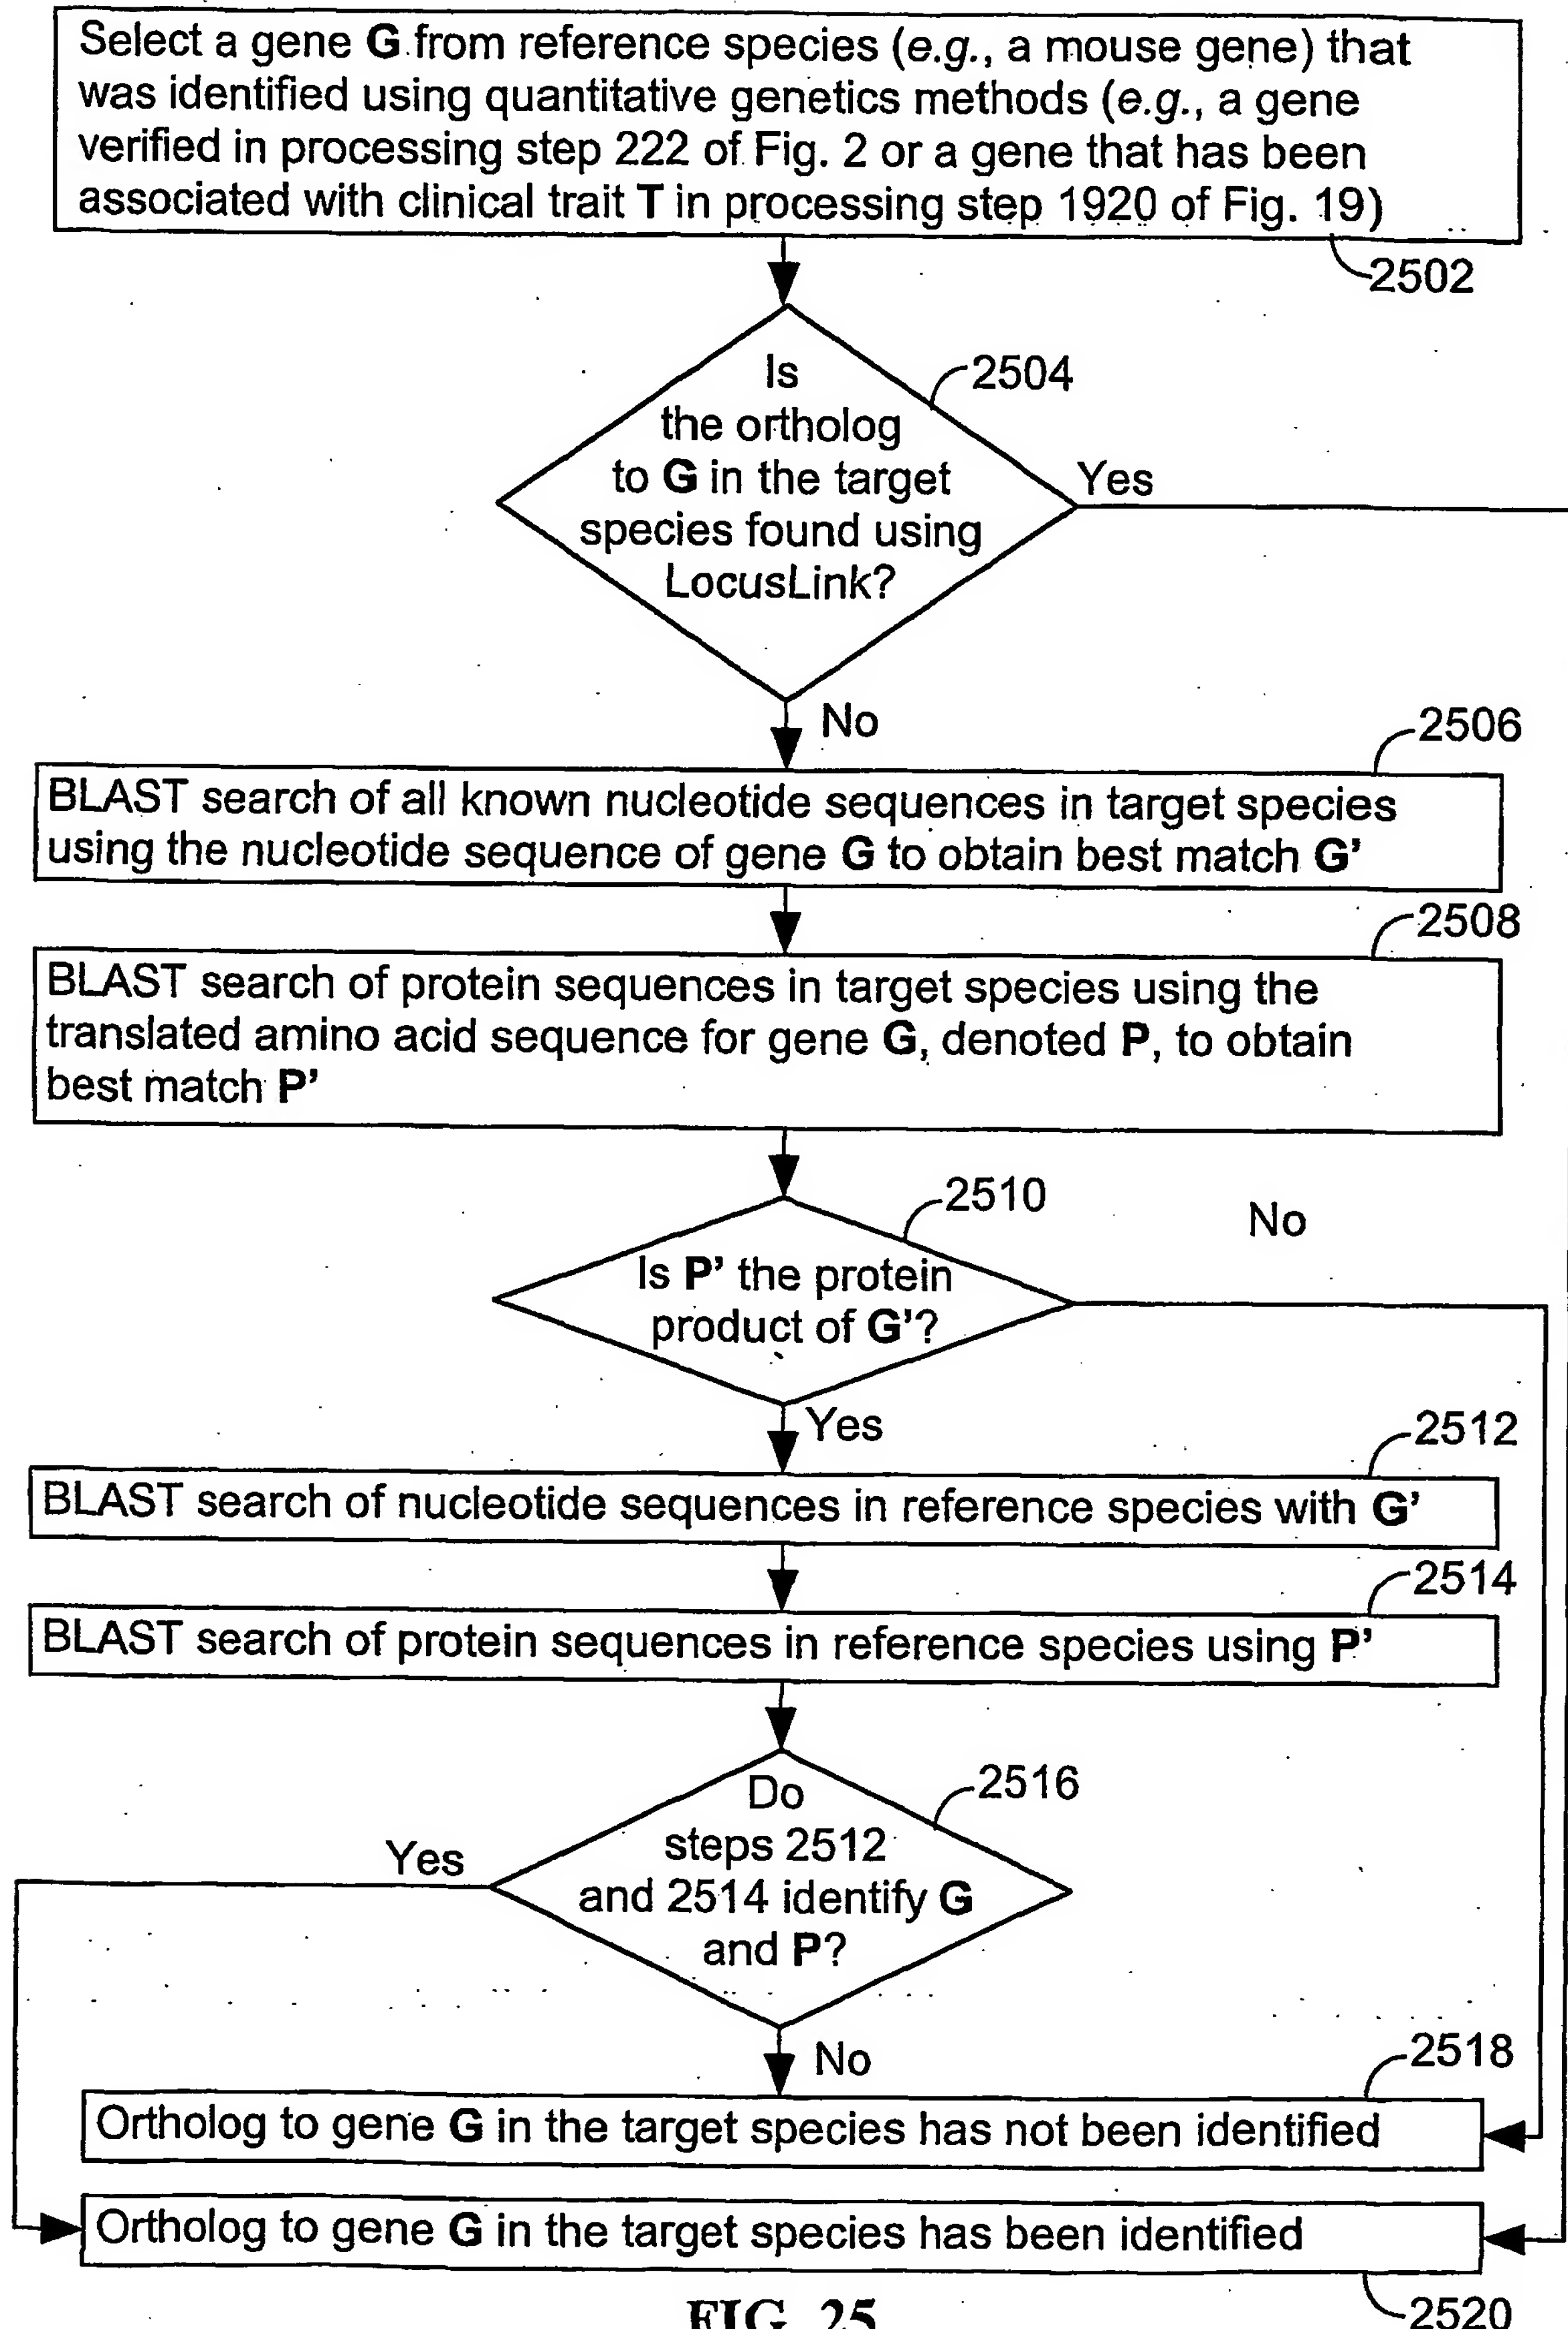 Select a gene G from reference species (e.g., a mouse gene) that
was identified using quantitative genetics methods (e.g., a gene
verified in processing step 222 of Fig. 2 or a gene that has been
associated with clinical trait T in processing step 1920 of Fig. 19)
2502
Is
the ortholog
to G in the target
species found using
LocusLink?
2504
Yes
No
2506
BLAST search of all known nucleotide sequences in target species
using the nucleotide sequence of gene G to obtain best match G'
2508
BLAST search of protein sequences in target species using the
translated amino acid sequence for gene G, denoted P, to obtain
best match P'
2510
No
Is P' the protein
product of G'?
Yes
2512
BLAST search of nucleotide sequences in reference species with G'
2514
BLAST search of protein sequences in reference species using P'
Do
steps 2512
and 2514 identify G
and P?
2516
Yes
No
2518
Ortholog to gene G in the target species has not been identified
Ortholog to gene G in the target species has been identified
2520
FIG. 25